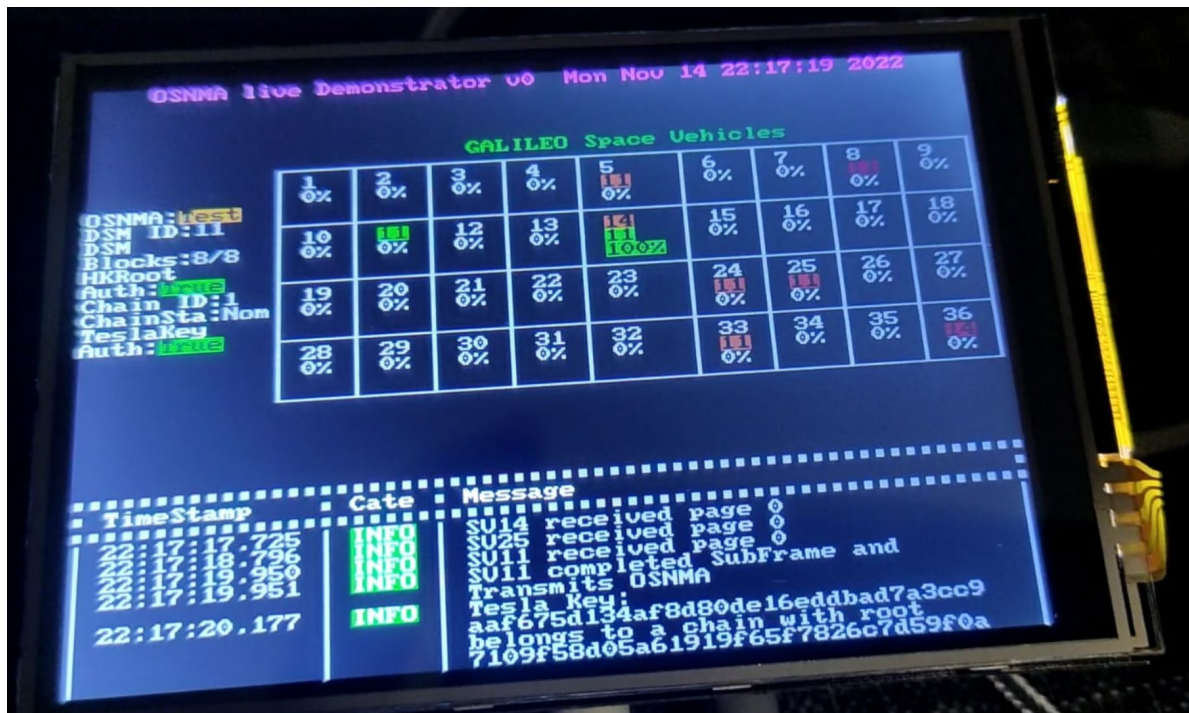 OSNMA live Demonstrator v0 Mon Nov 14 22:17:19 2022
GALILEO Space Vehicles
OSNMA:Test
DSM ID:11
DSM
Blocks:8/8
HKRoot
Auth:True
Chain ID:1
ChainSta:Nom
TeslaKey
Auth:True
1 2 3 4 5 6 7 8 9
0% 0% 0% 0% 0% 0% 0% 0% 0%
10 11 12 13 14 15 16 17 18
0% 0% 0% 0% 11 0% 0% 0% 0%
100%
19 20 21 22 23 24 25 26 27
0% 0% 0% 0% 0% 0% 0% 0% 0%
28 29 30 31 32 33 34 35 36
0% 0% 0% 0% 0% 0% 0% 0% 0%
TimeStamp Cate Message
22:17:17.725 INFO SV14 received page 0
22:17:18.796 INFO SV25 received page 0
22:17:19.950 INFO SV11 received page 0
22:17:19.951 INFO SV11 completed SubFrame and
Transmits OSNMA
22:17:20.177 INFO Tesla Key:
aaf675d134af8d80de16eddbad7a3cc9
belongs to a chain with root
7109f58d05a61919f65f7826c7d59f0a